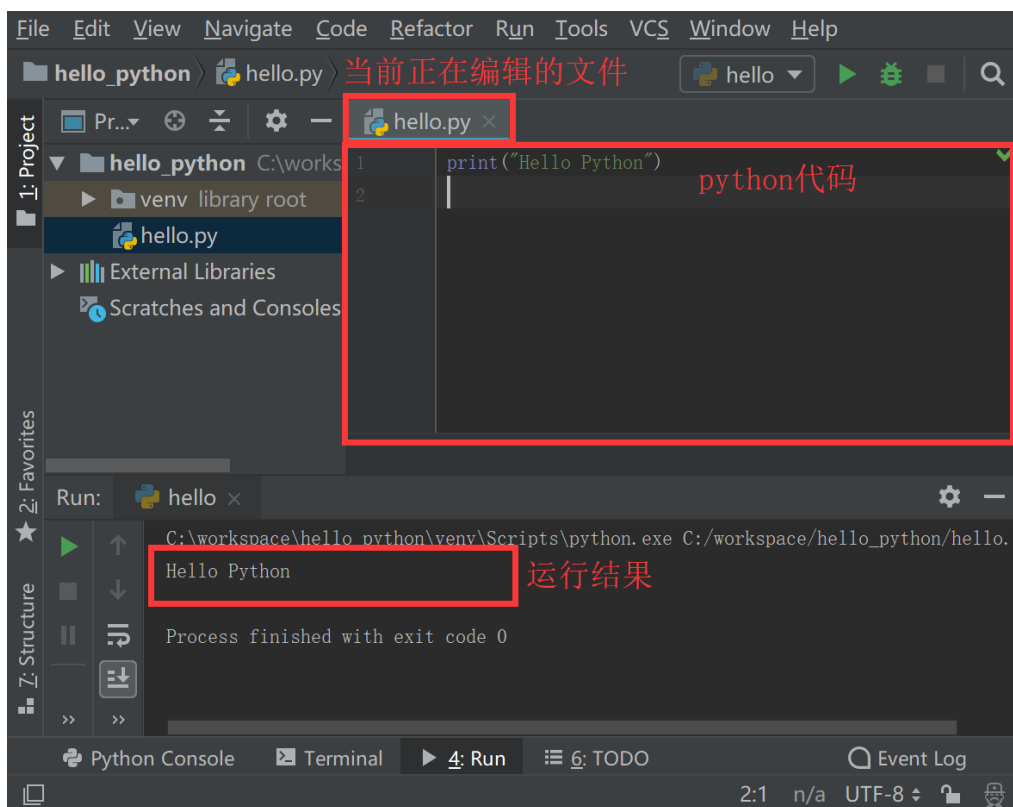 File Edit View Navigate Code Refactor Run Tools VCS Window Help
hello_python hello.py 当前正在编辑的文件 hello
1: Project
Pr... hello.py ×
hello_python C:\works 1 print("Hello Python")
python代码
venv library root 2
hello.py
External Libraries
Scratches and Consoles
2: Favorites
Run: hello ×
C:\workspace\hello_python\venv\Scripts\python.exe C:/workspace/hello_python/hello.
Hello Python 运行结果
Process finished with exit code 0
7: Structure
Python Console Terminal 4: Run 6: TODO Event Log
2:1 n/a UTF-8